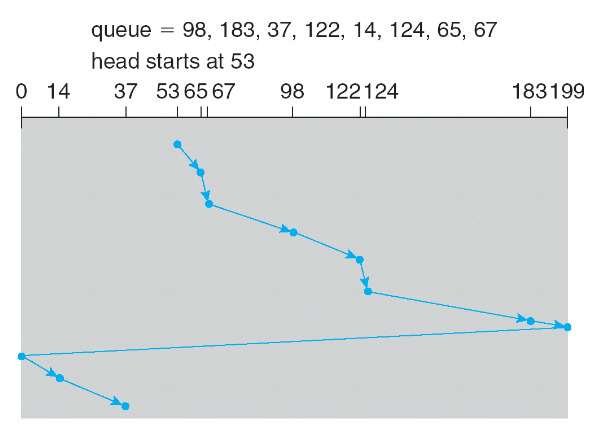 queue = 98, 183, 37, 122, 14, 124, 65, 67
head starts at 53
0 14 37 53 65 67 98 122 124 183 199